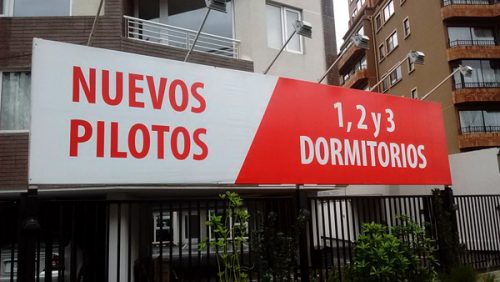 NUEVOS
PILOTOS
1, 2 y 3
DORMITORIOS